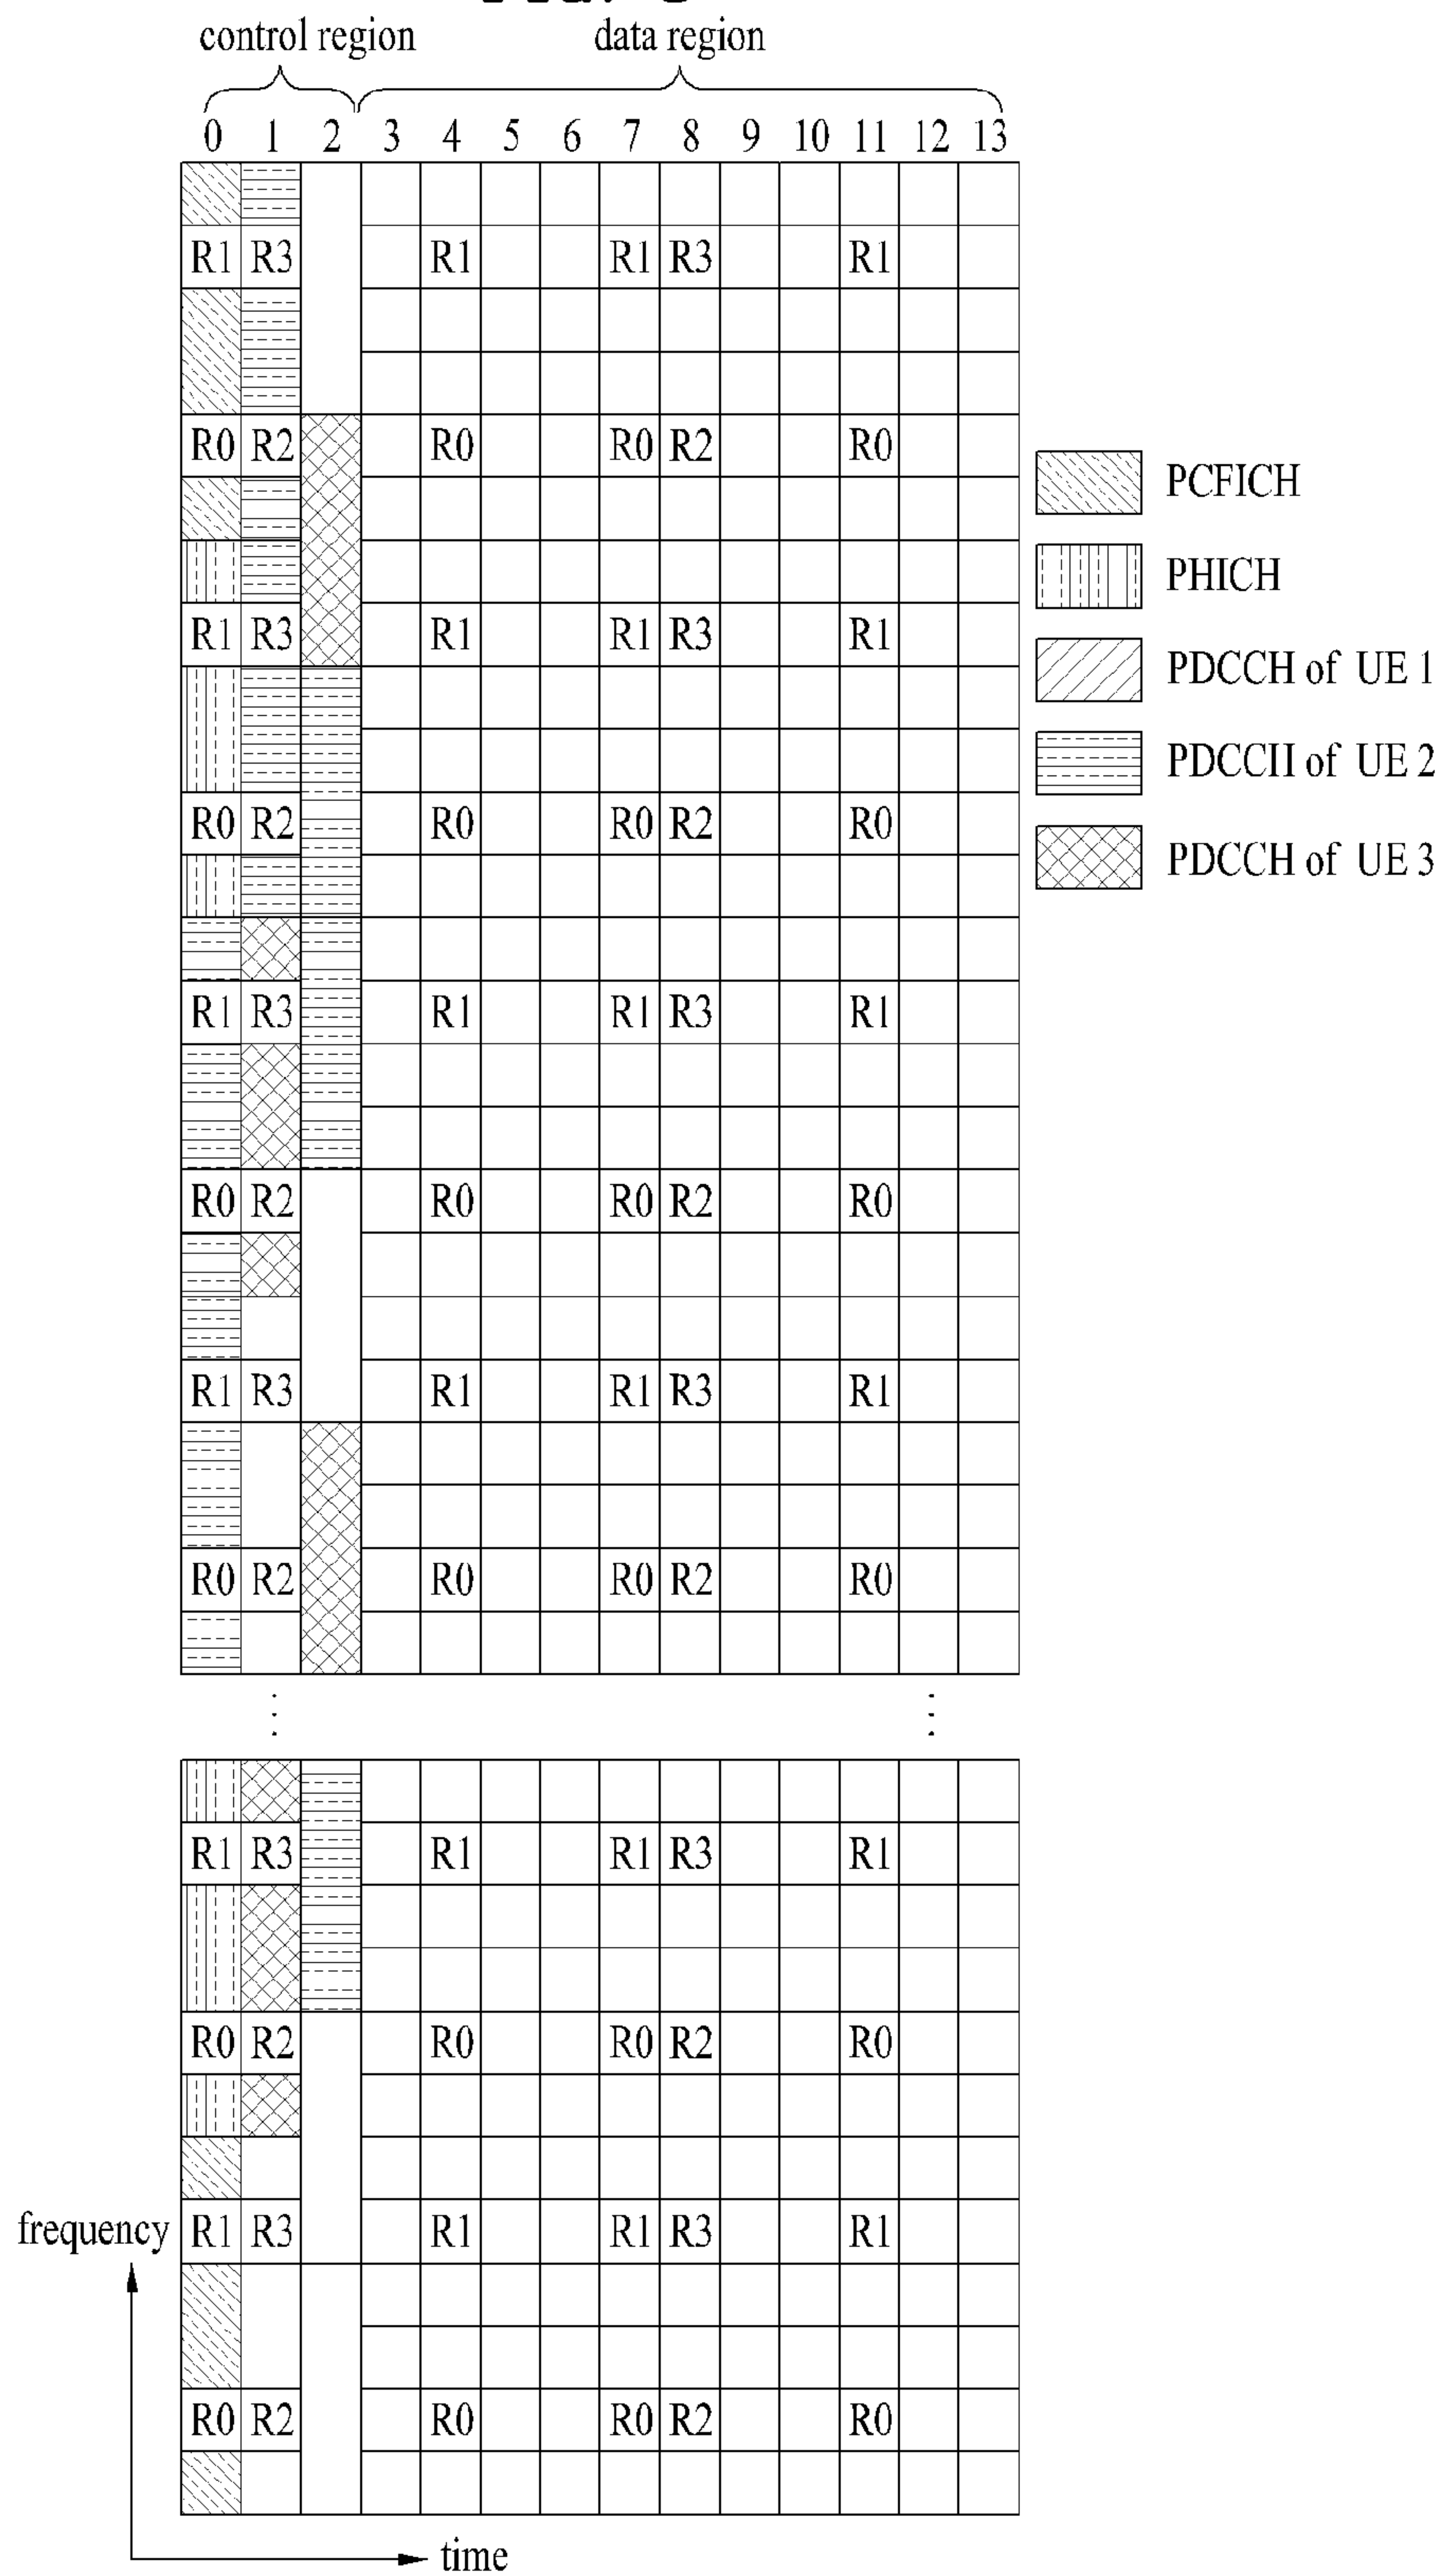 control region data region
0 1 2 3 4 5 6 7 8 9 10 11 12 13
R1 R3 R1 R1 R3 R1
R0 R2 R0 R0 R2 R0
R1 R3 R1 R1 R3 R1
R0 R2 R0 R0 R2 R0
R1 R3 R1 R1 R3 R1
R0 R2 R0 R0 R2 R0
R1 R3 R1 R1 R3 R1
R0 R2 R0 R0 R2 R0
R1 R3 R1 R1 R3 R1
R0 R2 R0 R0 R2 R0
frequency R1 R3 R1 R1 R3 R1
R0 R2 R0 R0 R2 R0
time
PCFICH
PHICH
PDCCH of UE 1
PDCCH of UE 2
PDCCH of UE 3